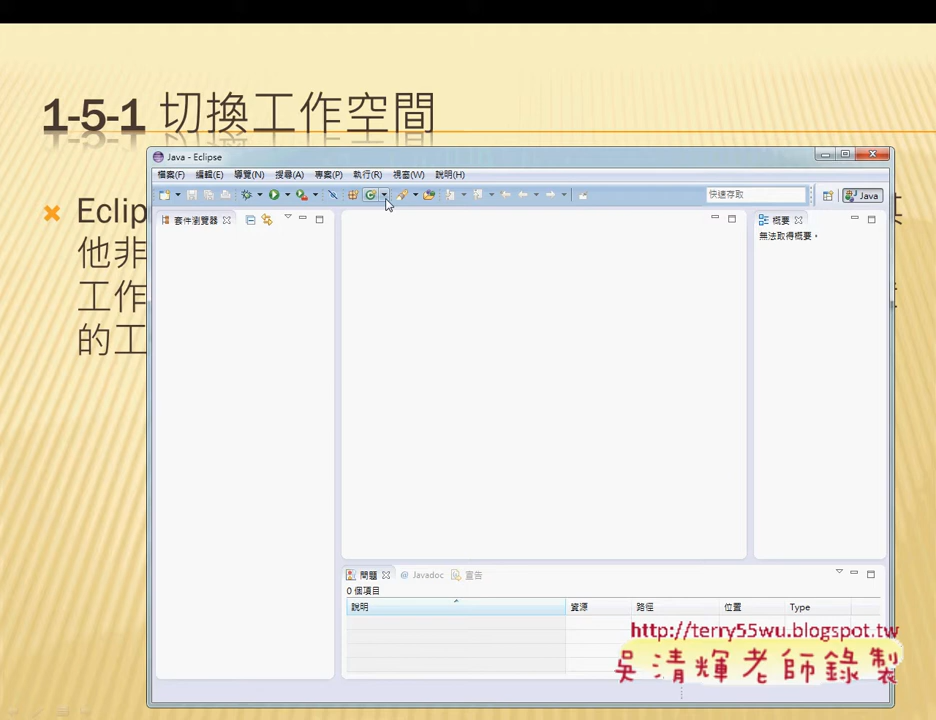 1-5-1 切換工作空間
Eclip
他非
工作
的工
Java - Eclipse
檔案(F) 編輯(E) 導覽(N) 搜尋(A) 專案(P) 執行(R) 視窗(W) 說明(H)
快速存取
Java
套件瀏覽器
概要
無法取得概要。
問題 @ Javadoc 宣告
0 個項目
說明 資源 路徑 位置 Type
http://terry55wu.blogspot.tw
吳清輝老師錄製